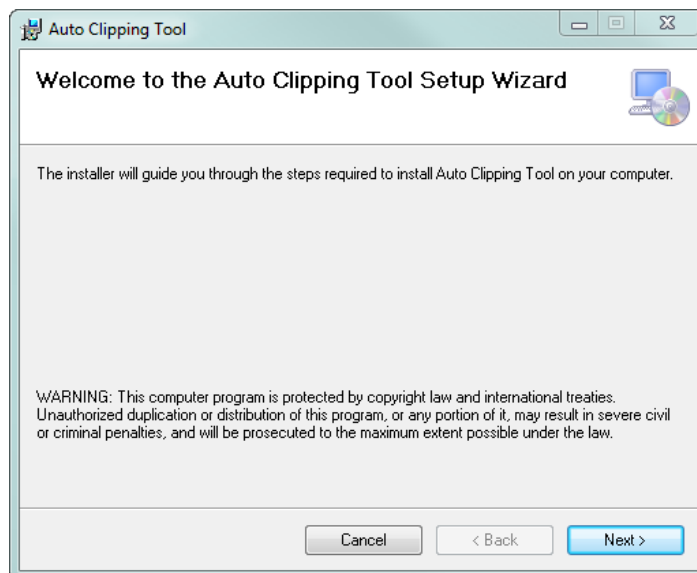 Auto Clipping Tool
Welcome to the Auto Clipping Tool Setup Wizard
The installer will guide you through the steps required to install Auto Clipping Tool on your computer.
WARNING: This computer program is protected by copyright law and international treaties.
Unauthorized duplication or distribution of this program, or any portion of it, may result in severe civil
or criminal penalties, and will be prosecuted to the maximum extent possible under the law.
Cancel
< Back
Next >